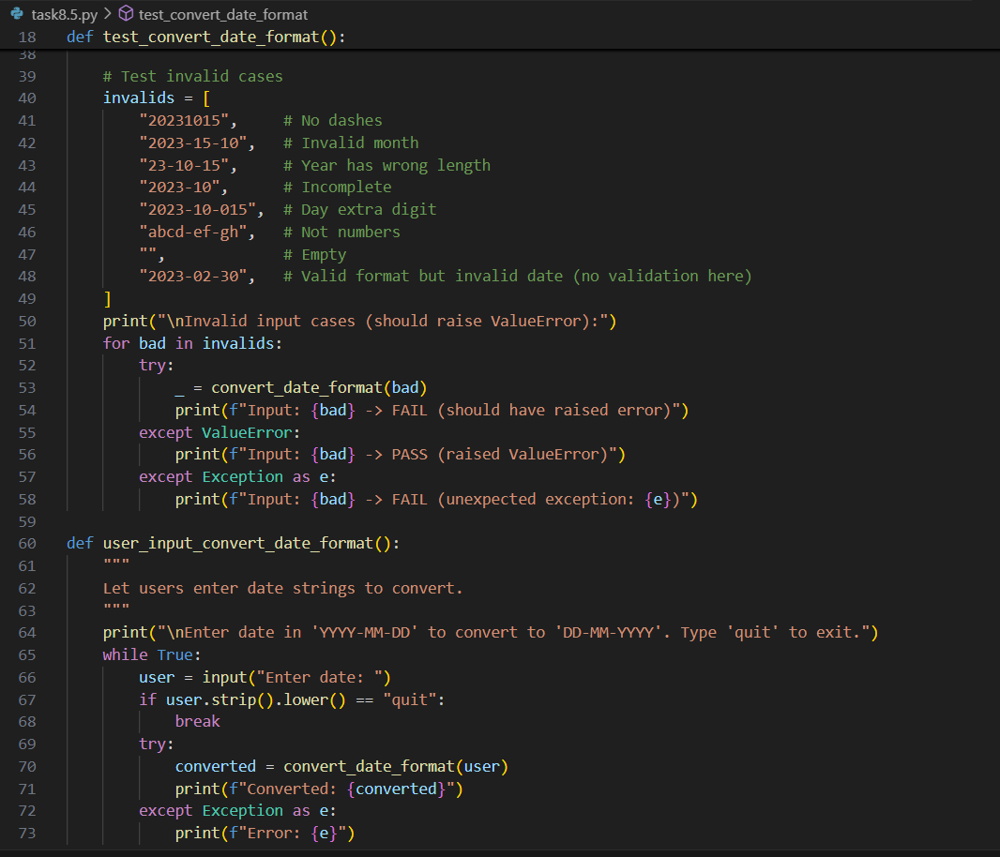 task8.5.py > test_convert_date_format
18 def test_convert_date_format():
38
39     # Test invalid cases
40     invalids = [
41         "20231015",     # No dashes
42         "2023-15-10",   # Invalid month
43         "23-10-15",     # Year has wrong length
44         "2023-10",      # Incomplete
45         "2023-10-015",  # Day extra digit
46         "abcd-ef-gh",   # Not numbers
47         "",             # Empty
48         "2023-02-30",   # Valid format but invalid date (no validation here)
49     ]
50     print("\nInvalid input cases (should raise ValueError):")
51     for bad in invalids:
52         try:
53             _ = convert_date_format(bad)
54             print(f"Input: {bad} -> FAIL (should have raised error)")
55         except ValueError:
56             print(f"Input: {bad} -> PASS (raised ValueError)")
57         except Exception as e:
58             print(f"Input: {bad} -> FAIL (unexpected exception: {e})")
59
60 def user_input_convert_date_format():
61     """
62     Let users enter date strings to convert.
63     """
64     print("\nEnter date in 'YYYY-MM-DD' to convert to 'DD-MM-YYYY'. Type 'quit' to exit.")
65     while True:
66         user = input("Enter date: ")
67         if user.strip().lower() == "quit":
68             break
69         try:
70             converted = convert_date_format(user)
71             print(f"Converted: {converted}")
72         except Exception as e:
73             print(f"Error: {e}")